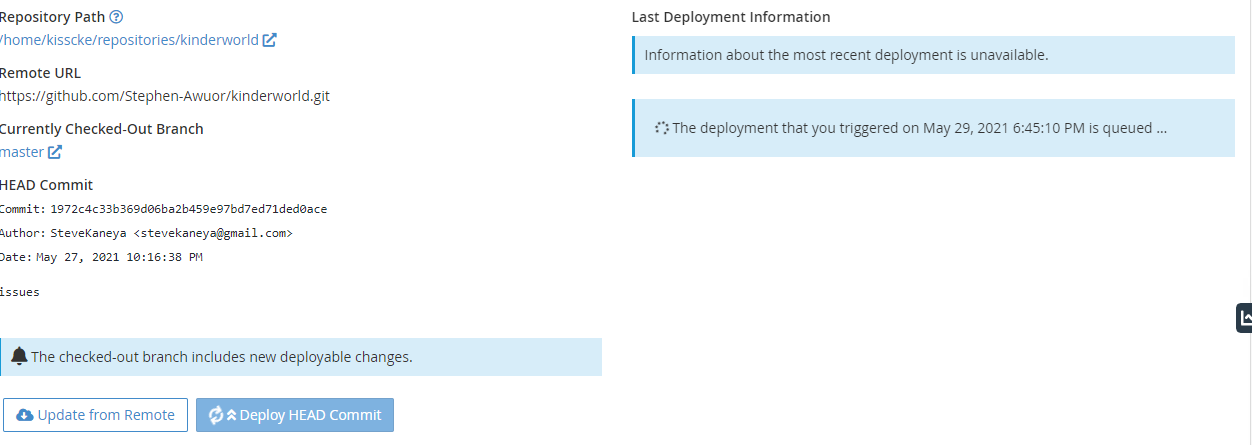 Repository Path
/home/kisscke/repositories/kinderworld
Remote URL
https://github.com/Stephen-Awuor/kinderworld.git
Currently Checked-Out Branch
master
HEAD Commit
Commit: 1972c4c33b369d06ba2b459e97bd7ed71ded0ace
Author: SteveKaneya <stevekaneya@gmail.com>
Date: May 27, 2021 10:16:38 PM
issues
The checked-out branch includes new deployable changes.
Update from Remote
Deploy HEAD Commit
Last Deployment Information
Information about the most recent deployment is unavailable.
The deployment that you triggered on May 29, 2021 6:45:10 PM is queued ...